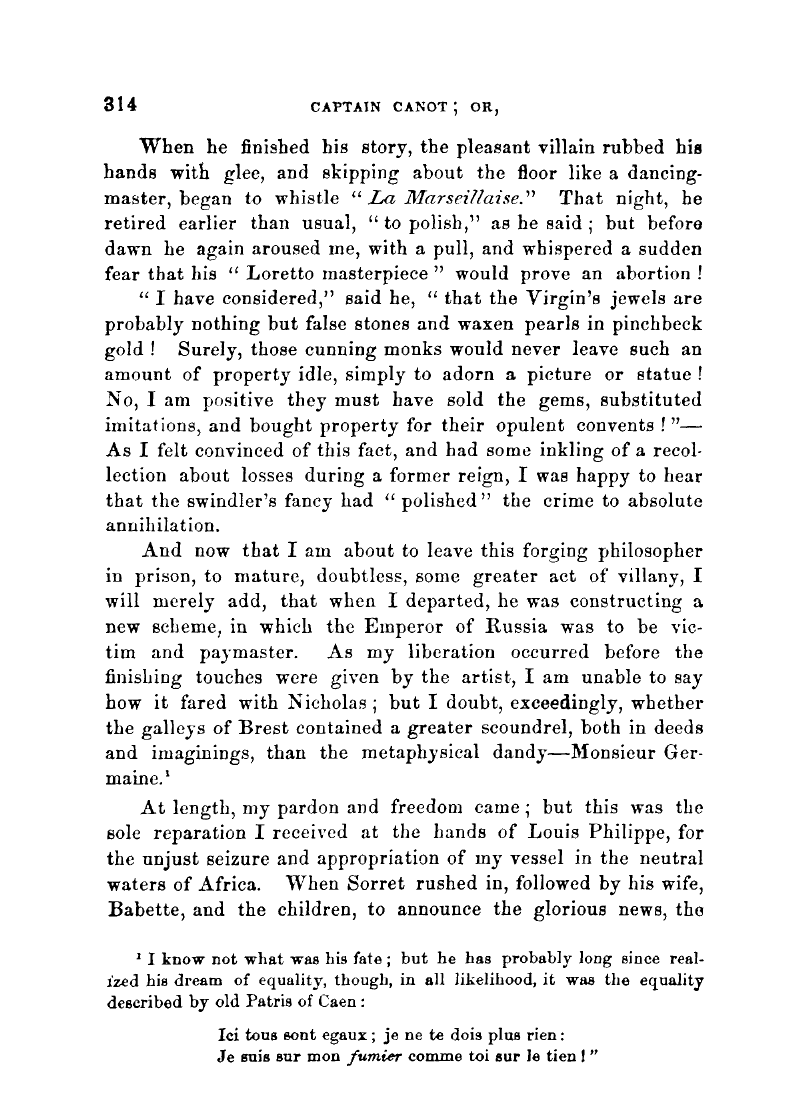 314 CAPTAIN CANOT; OR,
When he finished his story, the pleasant villain rubbed his
hands with glee, and skipping about the floor like a dancing-
master, began to whistle “La Marseillaise.” That night, he
retired earlier than usual, “to polish,” as he said; but before
dawn he again aroused me, with a pull, and whispered a sudden
fear that his “Loretto masterpiece” would prove an abortion!
“I have considered,” said he, “that the Virgin's jewels are
probably nothing but false stones and waxen pearls in pinchbeck
gold! Surely, those cunning monks would never leave such an
amount of property idle, simply to adorn a picture or statue!
No, I am positive they must have sold the gems, substituted
imitations, and bought property for their opulent convents!”—
As I felt convinced of this fact, and had some inkling of a recol-
lection about losses during a former reign, I was happy to hear
that the swindler's fancy had “polished” the crime to absolute
annihilation.
And now that I am about to leave this forging philosopher
in prison, to mature, doubtless, some greater act of villany, I
will merely add, that when I departed, he was constructing a
new scheme, in which the Emperor of Russia was to be vic-
tim and paymaster. As my liberation occurred before the
finishing touches were given by the artist, I am unable to say
how it fared with Nicholas; but I doubt, exceedingly, whether
the galleys of Brest contained a greater scoundrel, both in deeds
and imaginings, than the metaphysical dandy—Monsieur Ger-
maine.¹
At length, my pardon and freedom came; but this was the
sole reparation I received at the hands of Louis Philippe, for
the unjust seizure and appropriation of my vessel in the neutral
waters of Africa. When Sorret rushed in, followed by his wife,
Babette, and the children, to announce the glorious news, the
¹ I know not what was his fate; but he has probably long since real-
ized his dream of equality, though, in all likelihood, it was the equality
described by old Patris of Caen:
Ici tous sont egaux; je ne te dois plus rien:
Je suis sur mon fumier comme toi sur le tien!”